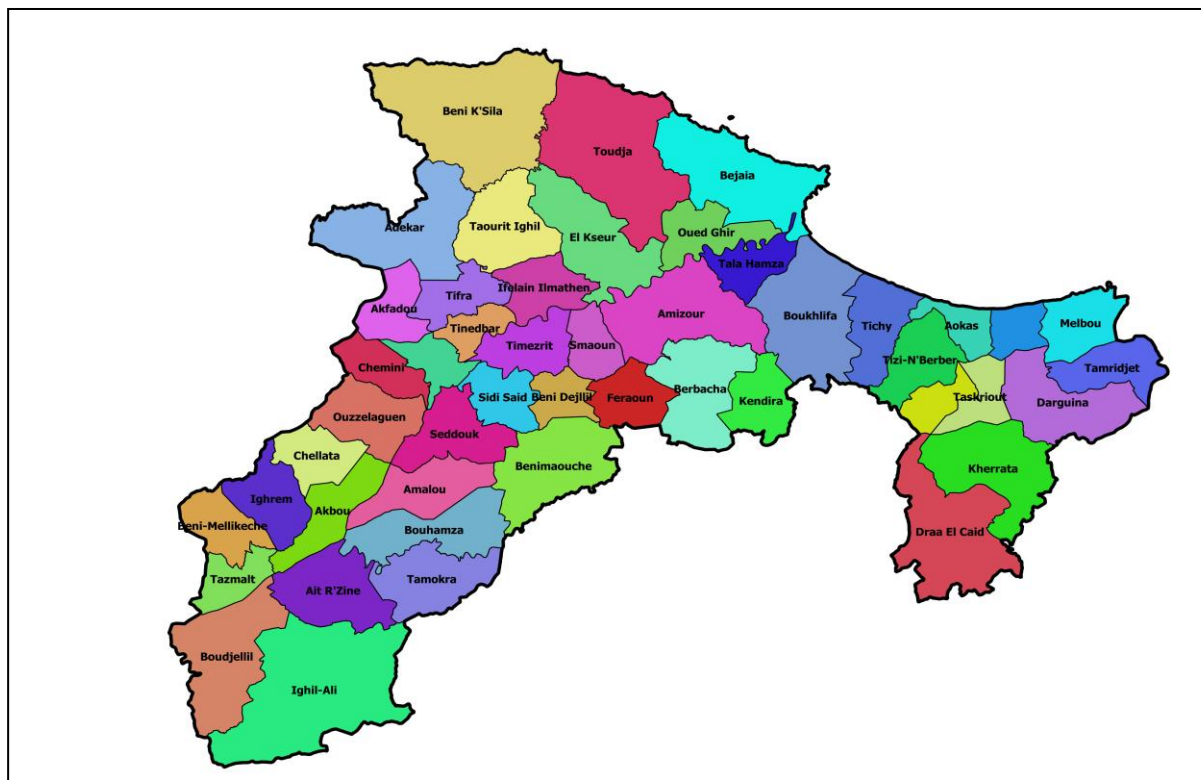 Beni K'Sila
Toudja
Bejaia
Adekar
Taourit Ighil
El Kseur
Oued Ghir
Tala Hamza
Akfadou
Tifra
Ifelain Ilmathen
Amizour
Boukhlifa
Tichy
Aokas
Melbou
Tinedbar
Timezrit
Smaoun
Chemini
Tizi-N'Berber
Tamridjet
Sidi Said
Beni Dejllil
Feraoun
Berbacha
Kendira
Taskriout
Darguina
Ouzzelaguen
Seddouk
Chellata
Benimaouche
Kherrata
Ighrem
Amalou
Akbou
Beni-Mellikeche
Bouhamza
Draa El Caid
Tazmalt
Ait R'Zine
Tamokra
Boudjellil
Ighil-Ali